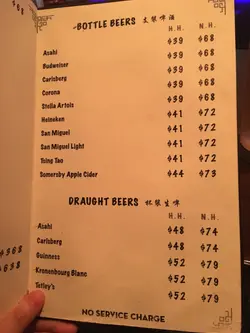 BOTTLE BEERS 支裝啤酒
H.H. N.H.
Asahi $39 $68
Budweiser $39 $68
Carlsberg $39 $68
Corona $39 $68
Stella Artois $39 $68
Heineken $41 $72
San Miguel $41 $72
San Miguel Light $41 $72
Tsing Tao $41 $72
Somersby Apple Cider $44 $73
DRAUGHT BEERS 杯裝生啤
H.H. N.H.
Asahi $48 $74
Carlsberg $48 $74
Guinness $52 $79
Kronenbourg Blanc $52 $79
Tetley's $52 $79
NO SERVICE CHARGE